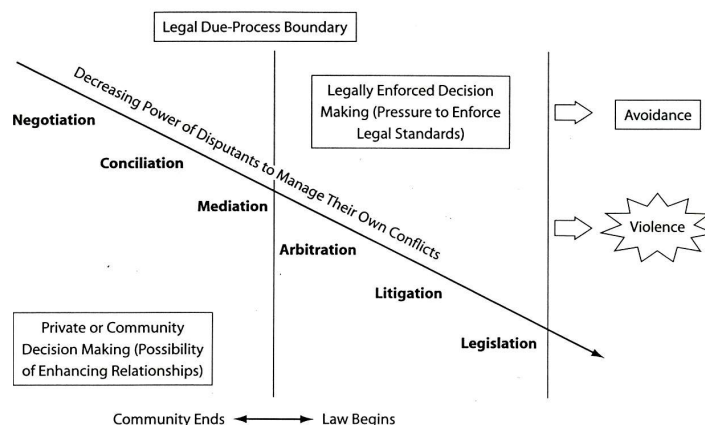 Legal Due-Process Boundary
Decreasing Power of Disputants to Manage Their Own Conflicts
Legally Enforced Decision
Making (Pressure to Enforce
Legal Standards)
Avoidance
Negotiation
Conciliation
Mediation
Violence
Arbitration
Litigation
Legislation
Private or Community
Decision Making (Possibility
of Enhancing Relationships)
Community Ends
Law Begins